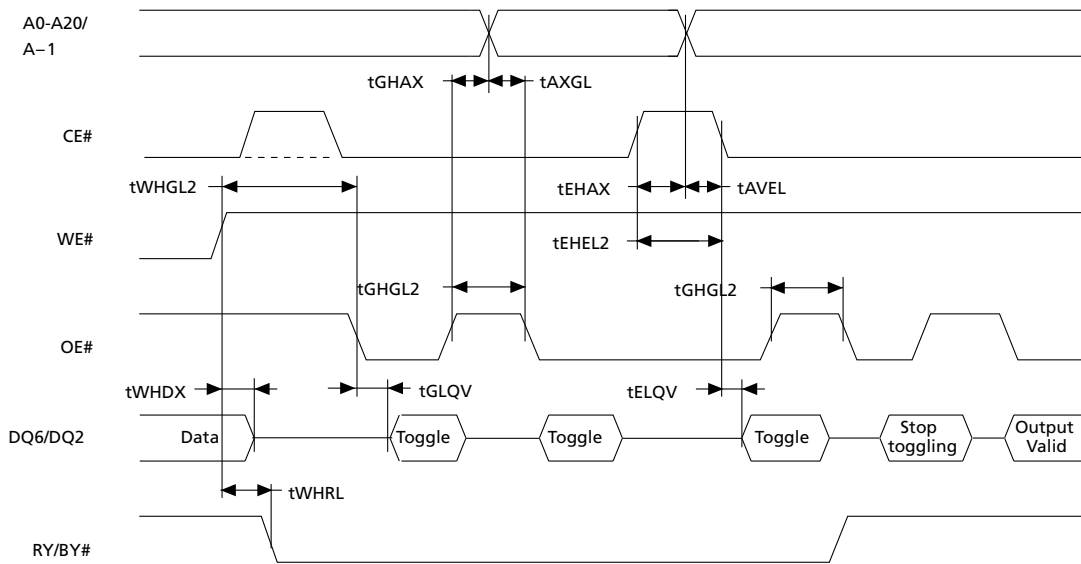 A0-A20/
A–1
tGHAX
tAXGL
CE#
tWHGL2
tEHAX
tAVEL
WE#
tEHEL2
tGHGL2
tGHGL2
OE#
tWHDX
tGLQV
tELQV
DQ6/DQ2
Data
Toggle
Toggle
Toggle
Stop
toggling
Output
Valid
tWHRL
RY/BY#